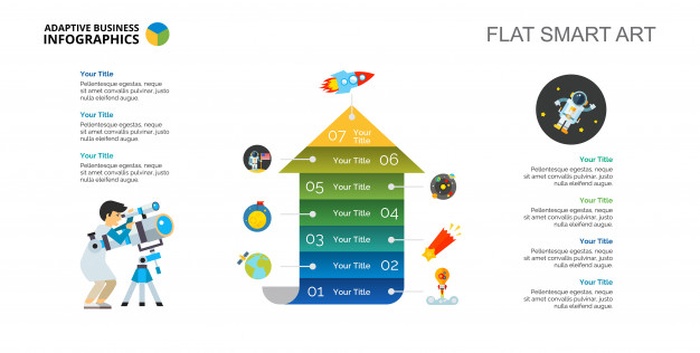 ADAPTIVE BUSINESS
INFOGRAPHICS
FLAT SMART ART
Your Title
Pellentesque egestas, neque
sit amet convallis pulvinar, justo
nulla eleifend augue.
Your Title
Pellentesque egestas, neque
sit amet convallis pulvinar, justo
nulla eleifend augue.
Your Title
Pellentesque egestas, neque
sit amet convallis pulvinar, justo
nulla eleifend augue.
07 Your
Title
Your Title 06
05 Your Title
Your Title 04
03 Your Title
Your Title 02
01 Your Title
Your Title
Pellentesque egestas, neque
sit amet convallis pulvinar, justo
nulla eleifend augue.
Your Title
Pellentesque egestas, neque
sit amet convallis pulvinar, justo
nulla eleifend augue.
Your Title
Pellentesque egestas, neque
sit amet convallis pulvinar, justo
nulla eleifend augue.
Your Title
Pellentesque egestas, neque
sit amet convallis pulvinar, justo
nulla eleifend augue.